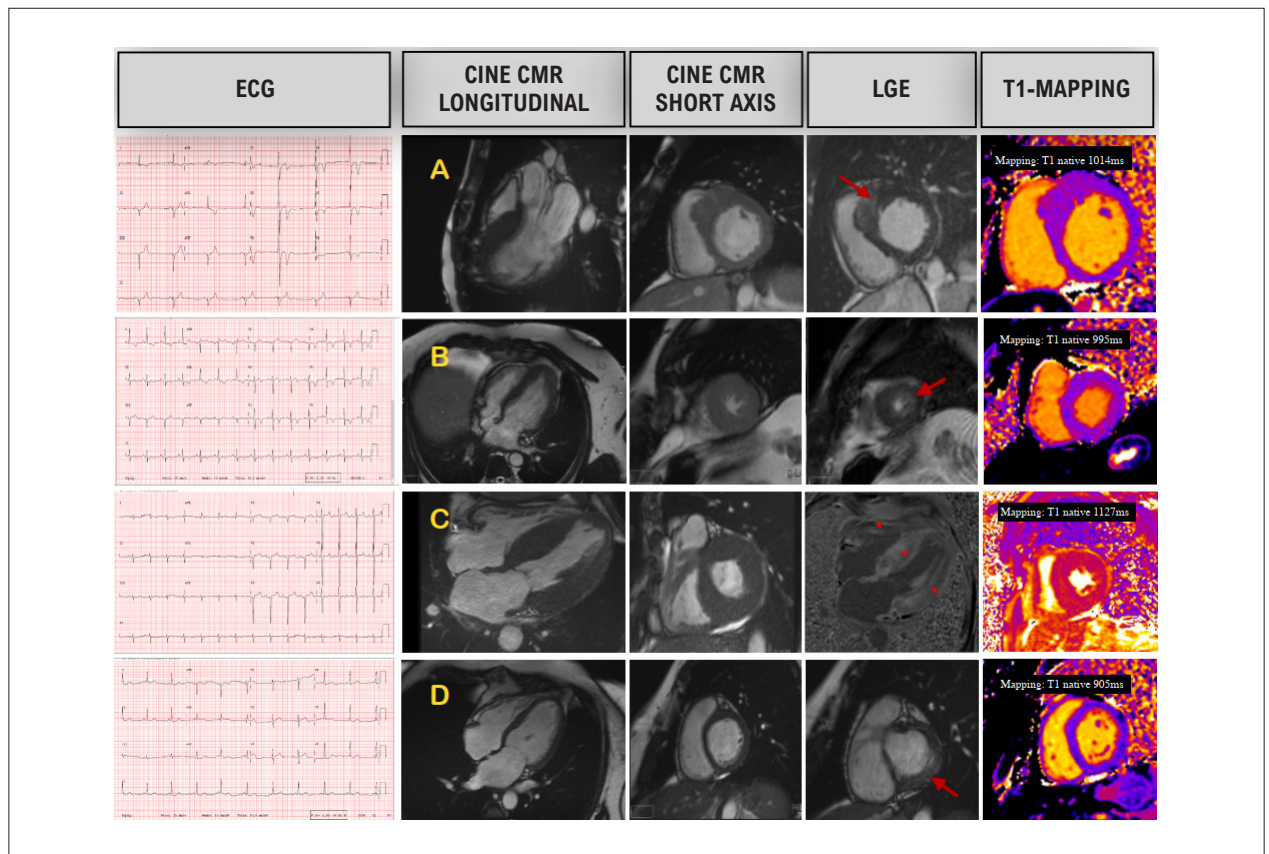 ECG
CINE CMR
LONGITUDINAL
CINE CMR
SHORT AXIS
LGE
T1-MAPPING
A
Mapping: T1 native 1014ms
B
Mapping: T1 native 995ms
C
Mapping: T1 native 1127ms
D
Mapping: T1 native 905ms